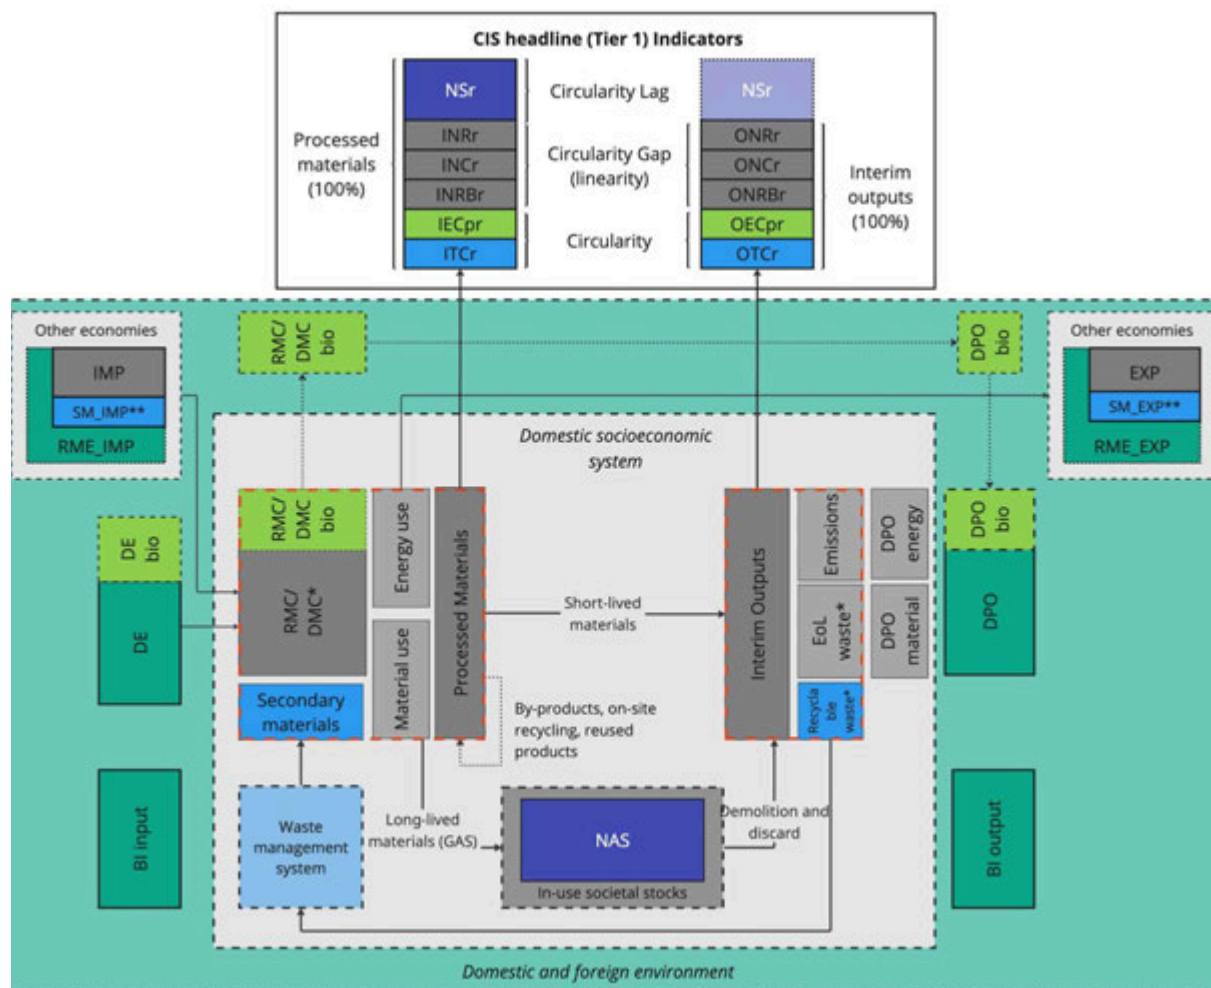 CIS headline (Tier 1) Indicators
NSr
INRr
INCr
INRBr
IECpr
ITCr
Processed
materials
(100%)
Circularity Lag
Circularity Gap
(linearity)
Circularity
NSr
ONRr
ONCr
ONRBr
OECpr
OTCr
Interim
outputs
(100%)
Other economies
IMP
SM_IMP**
RME_IMP
RMC/
DMC
bio
DPO
bio
Other economies
EXP
SM_EXP**
RME_EXP
Domestic socioeconomic
system
DE
bio
DE
RMC/
DMC
bio
RMC/
DMC*
Secondary
materials
Energy use
Material use
Processed Materials
Short-lived
materials
By-products, on-site
recycling, reused
products
Interim Outputs
Emissions
EoL
waste*
Recycla
ble
waste*
DPO
energy
DPO
material
DPO
bio
DPO
BI input
Waste
management
system
Long-lived
materials (GAS)
NAS
In-use societal stocks
Demolition and
discard
BI output
Domestic and foreign environment